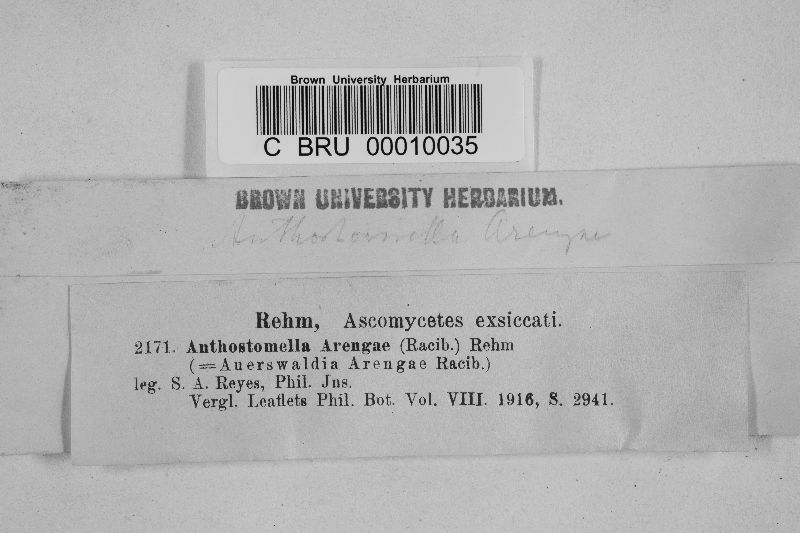 Brown University Herbarium
C BRU 00010035
BROWN UNIVERSITY HERBARIUM.
Anthostomella Arengae
Rehm, Ascomycetes exsiccati.
2171. Anthostomella Arengae (Racib.) Rehm
(=Auerswaldia Arengae Racib.)
leg. S. A. Reyes, Phil. Jns.
Vergl. Leaflets Phil. Bot. Vol. VIII. 1916, S. 2941.